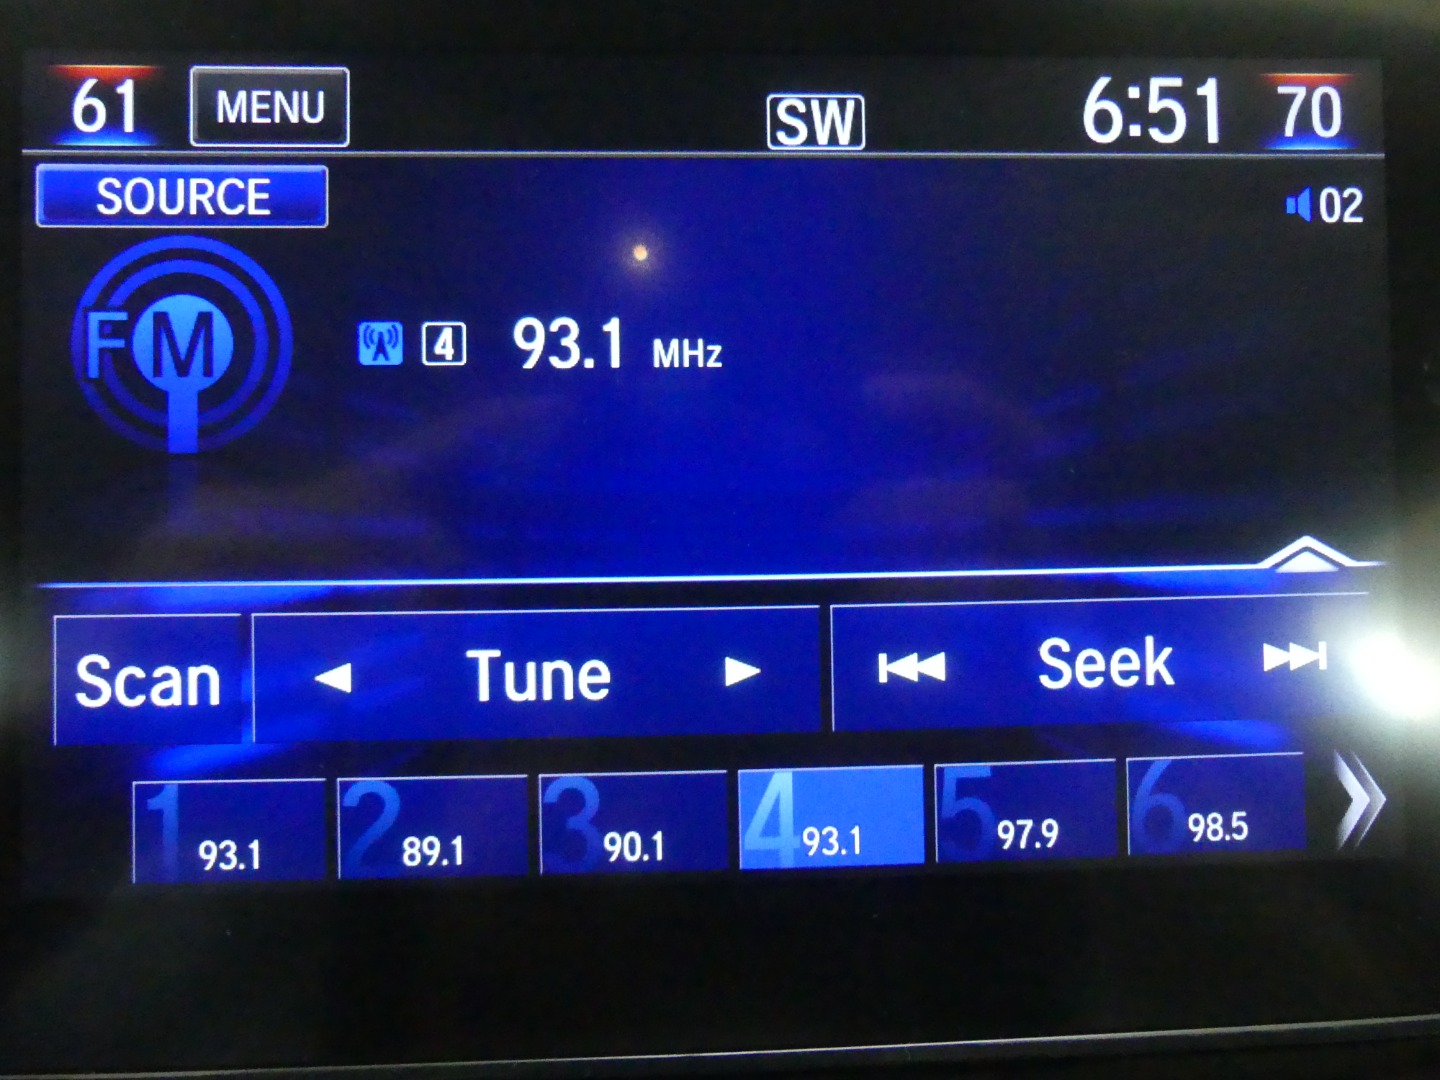 61 MENU SW 6:51 70
SOURCE 02
FM 4 93.1 MHz
Scan Tune Seek
1 93.1 2 89.1 3 90.1 4 93.1 5 97.9 6 98.5